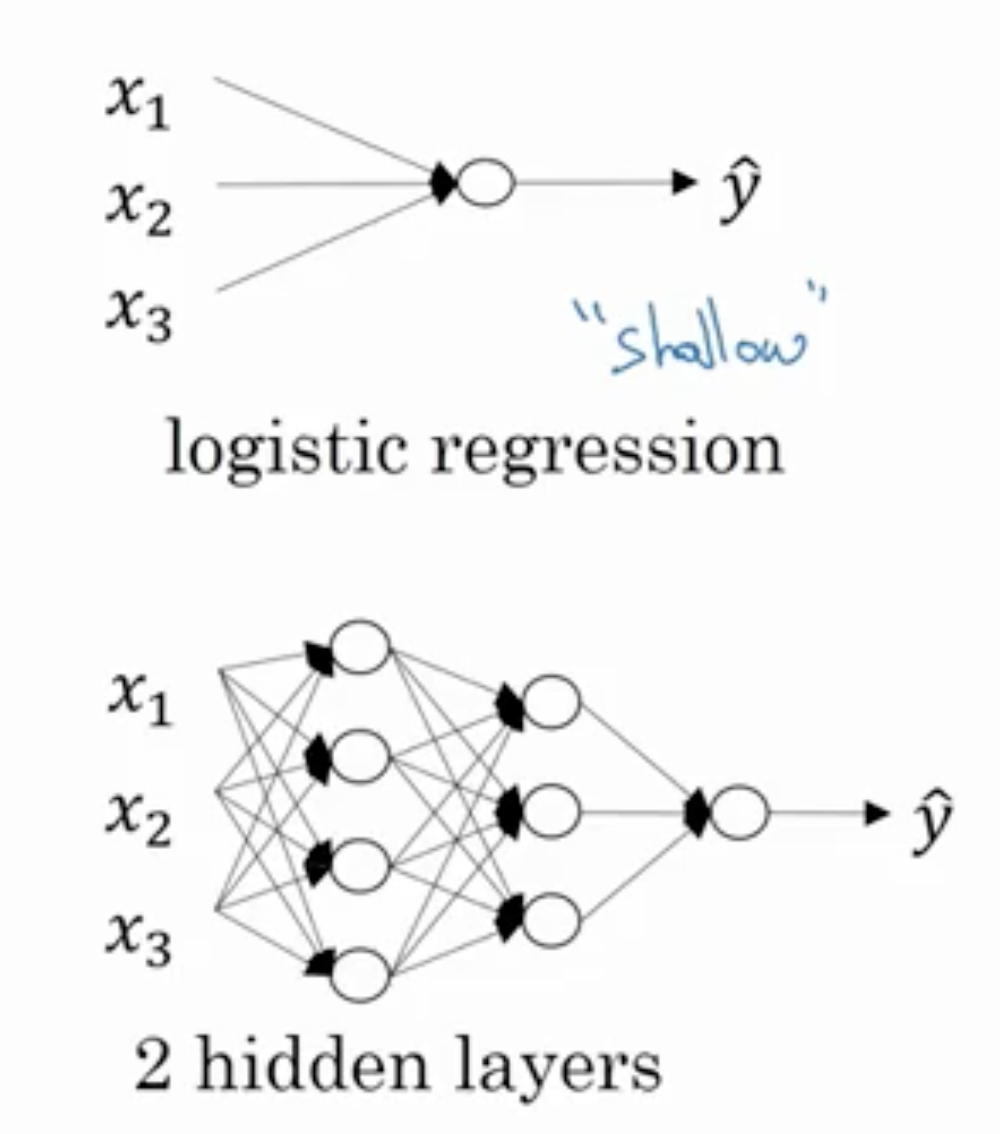 x₁
x₂
x₃
ŷ
"shallow"
logistic regression
x₁
x₂
x₃
ŷ
2 hidden layers